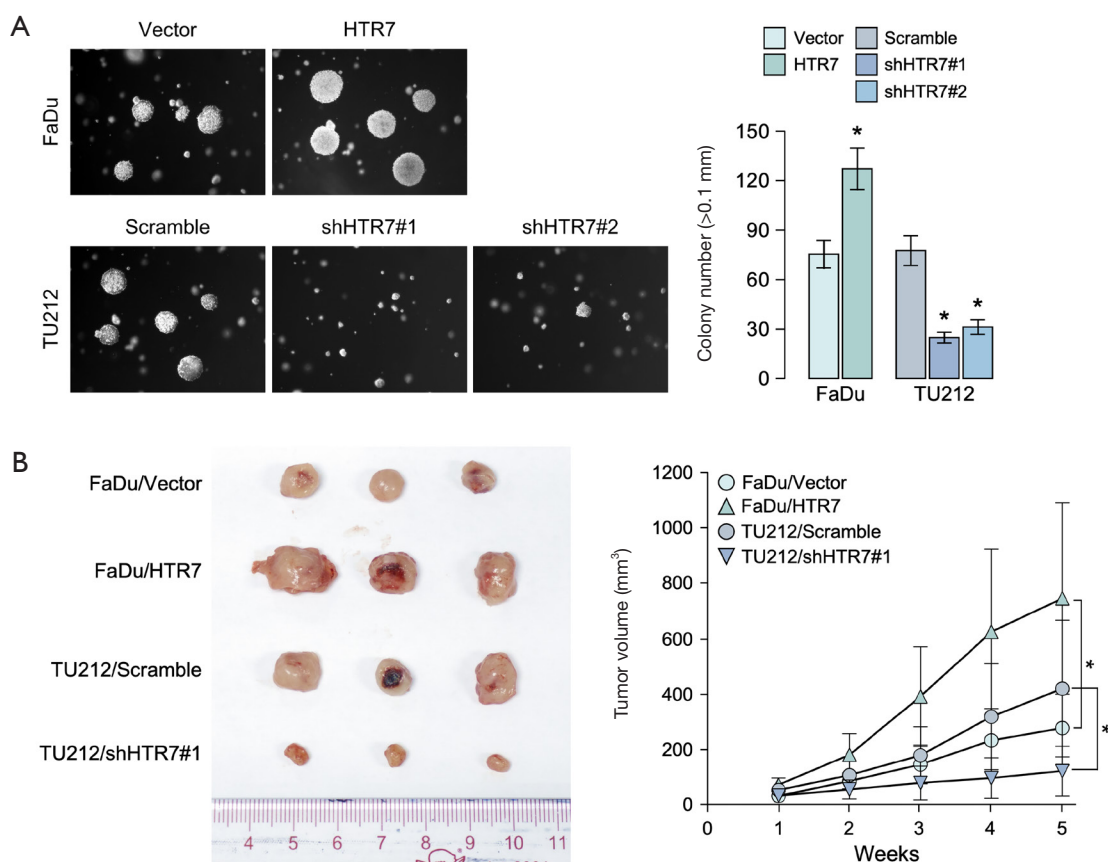 A
Vector
HTR7
FaDu
Scramble
shHTR7#1
shHTR7#2
TU212
Vector
HTR7
Scramble
shHTR7#1
shHTR7#2
Colony number (>0.1 mm)
150
120
90
60
30
0
*
*
*
FaDu
TU212
B
FaDu/Vector
FaDu/HTR7
TU212/Scramble
TU212/shHTR7#1
4 5 6 7 8 9 10 11
Tumor volume (mm³)
1200
1000
800
600
400
200
0
FaDu/Vector
FaDu/HTR7
TU212/Scramble
TU212/shHTR7#1
*
*
0 1 2 3 4 5
Weeks